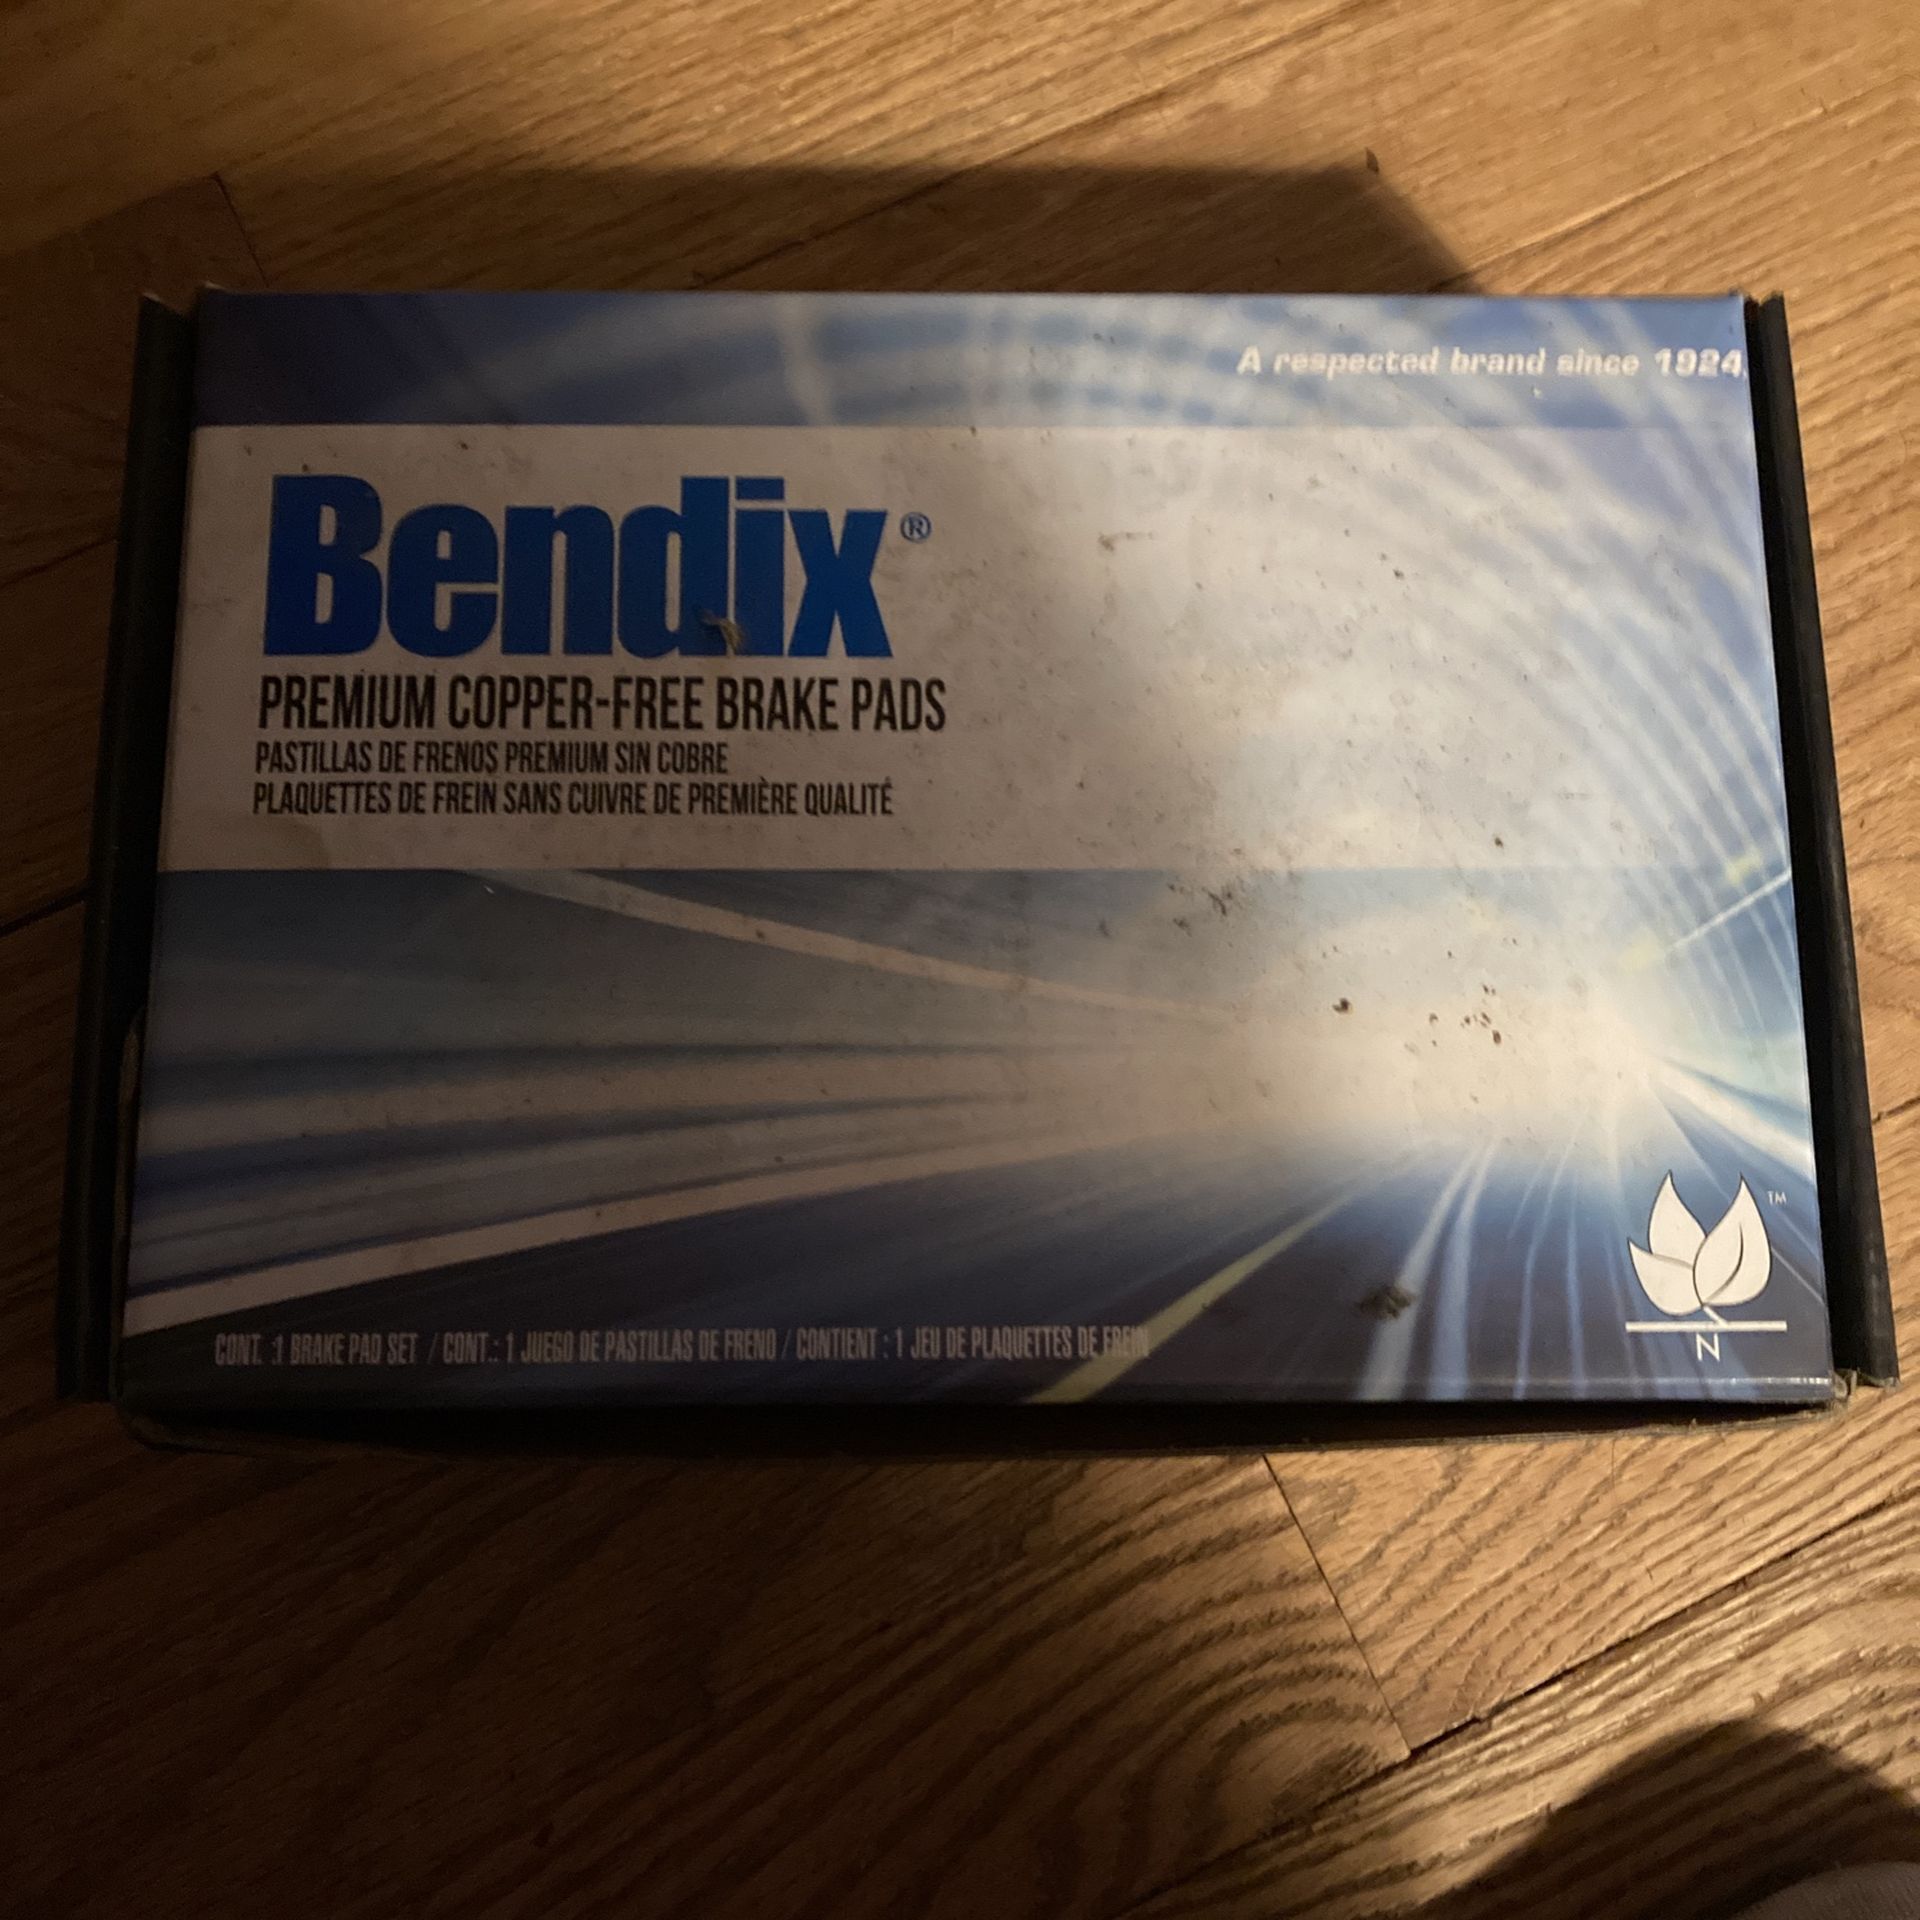 A respected brand since 1924
Bendix®
PREMIUM COPPER-FREE BRAKE PADS
PASTILLAS DE FRENOS PREMIUM SIN COBRE
PLAQUETTES DE FREIN SANS CUIVRE DE PREMIÈRE QUALITÉ
TM
N
CONT. :1 BRAKE PAD SET / CONT.: 1 JUEGO DE PASTILLAS DE FRENO / CONTIENT : 1 JEU DE PLAQUETTES DE FREIN